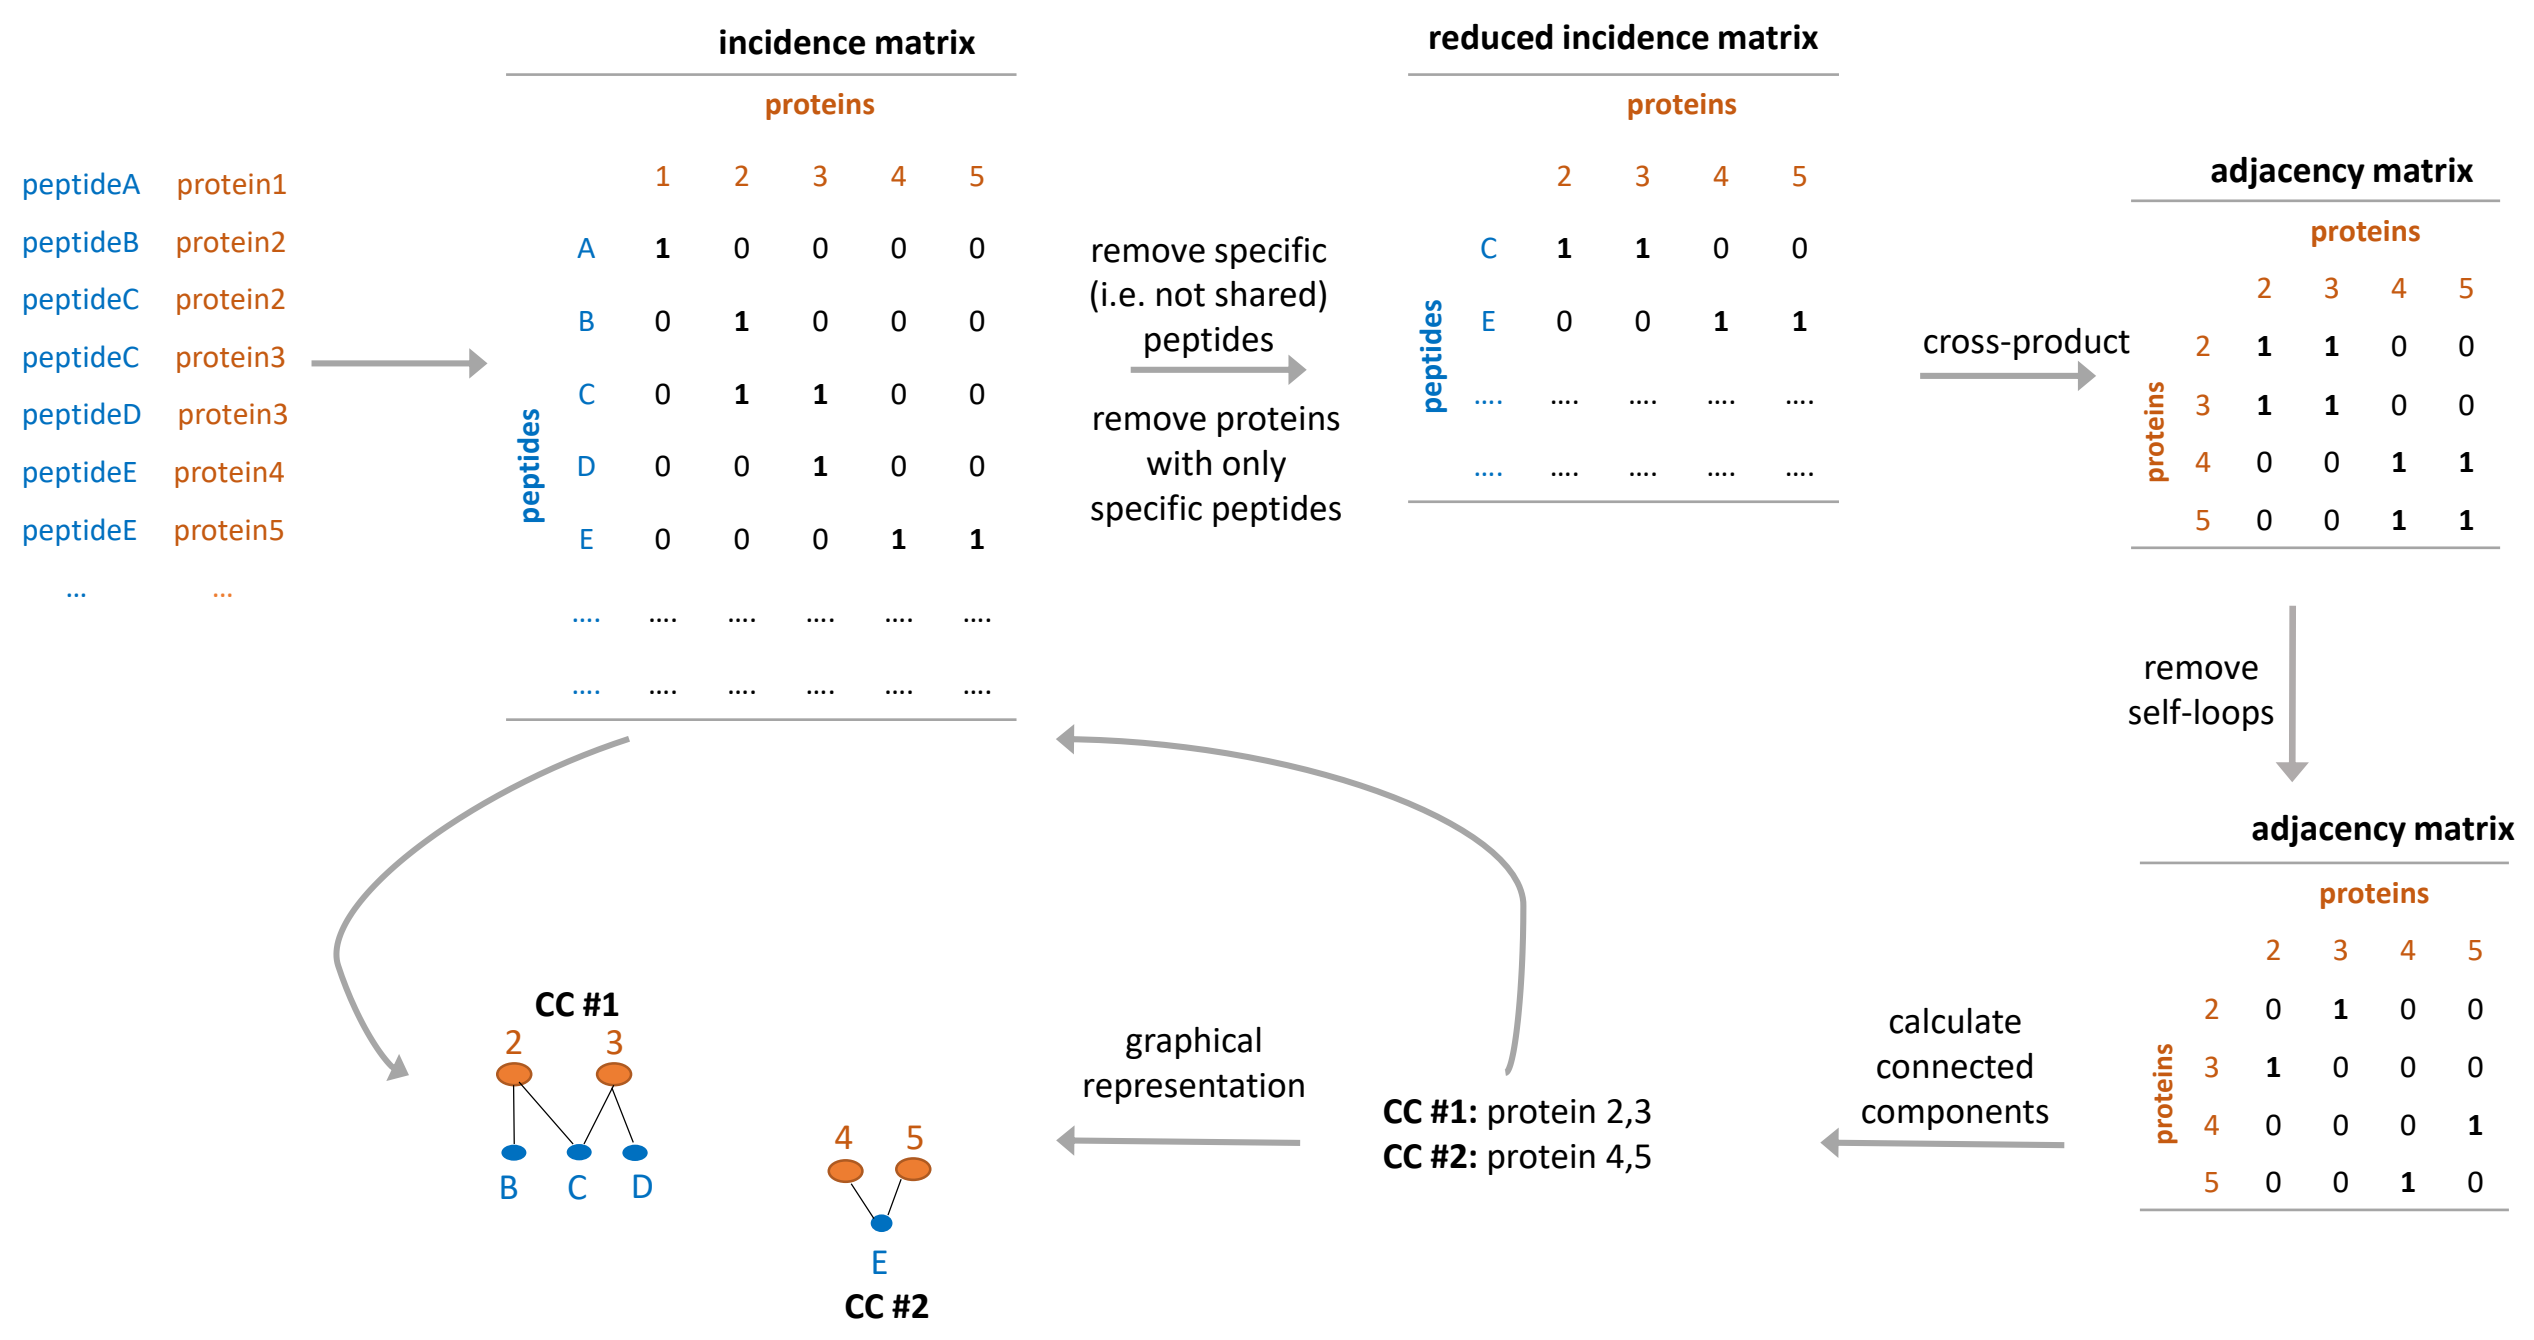 peptideA protein1
peptideB protein2
peptideC protein2
peptideC protein3
peptideD protein3
peptideE protein4
peptideE protein5
... ...
incidence matrix
proteins
1 2 3 4 5
peptides
A 1 0 0 0 0
B 0 1 0 0 0
C 0 1 1 0 0
D 0 0 1 0 0
E 0 0 0 1 1
.... .... .... .... .... ....
.... .... .... .... .... ....
remove specific
(i.e. not shared)
peptides
remove proteins
with only
specific peptides
reduced incidence matrix
proteins
2 3 4 5
peptides
C 1 1 0 0
E 0 0 1 1
.... .... .... .... ....
.... .... .... .... ....
cross-product
adjacency matrix
proteins
2 3 4 5
proteins
2 1 1 0 0
3 1 1 0 0
4 0 0 1 1
5 0 0 1 1
remove
self-loops
adjacency matrix
proteins
2 3 4 5
proteins
2 0 1 0 0
3 1 0 0 0
4 0 0 0 1
5 0 0 1 0
calculate
connected
components
CC #1: protein 2,3
CC #2: protein 4,5
graphical
representation
CC #1
2 3
B C D
4 5
E
CC #2